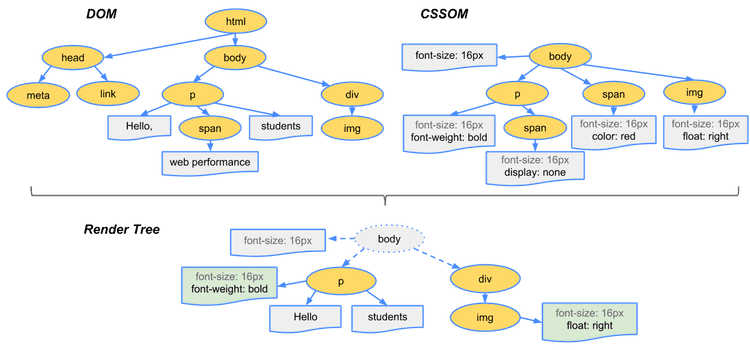 DOM
html
head
body
meta
link
p
div
Hello,
span
students
img
web performance
CSSOM
font-size: 16px
body
p
span
img
font-size: 16px
font-weight: bold
span
font-size: 16px
color: red
font-size: 16px
float: right
font-size: 16px
display: none
Render Tree
font-size: 16px
body
font-size: 16px
font-weight: bold
p
div
Hello
students
img
font-size: 16px
float: right